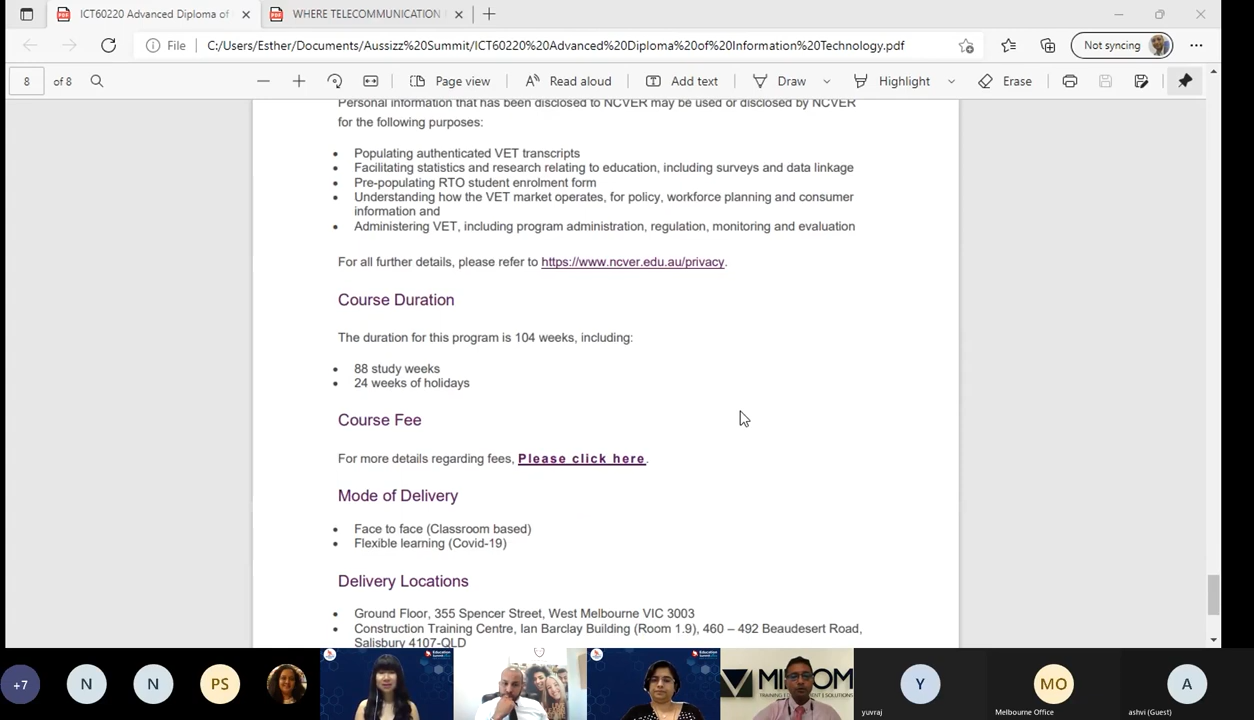 ICT60220 Advanced Diploma of
WHERE TELECOMMUNICATION
File
C:/Users/Esther/Documents/Aussizz%20Summit/ICT60220%20Advanced%20Diploma%20of%20Information%20Technology.pdf
Not syncing
8 of 8
Page view
Read aloud
Add text
Draw
Highlight
Erase
Personal information that has been disclosed to NCVER may be used or disclosed by NCVER
for the following purposes:
• Populating authenticated VET transcripts
• Facilitating statistics and research relating to education, including surveys and data linkage
• Pre-populating RTO student enrolment form
• Understanding how the VET market operates, for policy, workforce planning and consumer
information and
• Administering VET, including program administration, regulation, monitoring and evaluation
For all further details, please refer to https://www.ncver.edu.au/privacy.
Course Duration
The duration for this program is 104 weeks, including:
• 88 study weeks
• 24 weeks of holidays
Course Fee
For more details regarding fees, Please click here.
Mode of Delivery
• Face to face (Classroom based)
• Flexible learning (Covid-19)
Delivery Locations
• Ground Floor, 355 Spencer Street, West Melbourne VIC 3003
• Construction Training Centre, Ian Barclay Building (Room 1.9), 460 – 492 Beaudesert Road,
Salisbury 4107-QLD
+7
N
N
PS
Y
MO
A
yuvraj
Melbourne Office
ashvi (Guest)